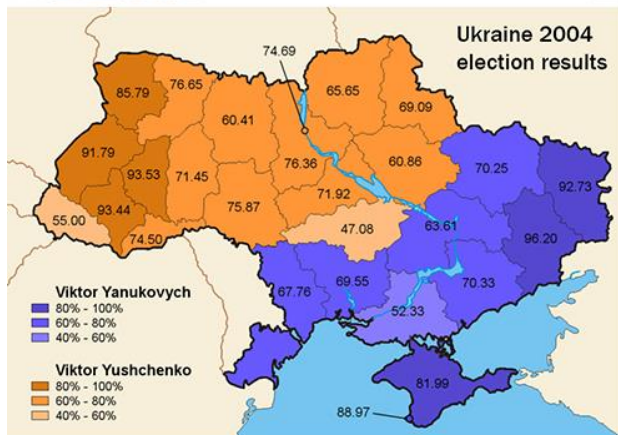 Ukraine 2004
election results
74.69
85.79
76.65
60.41
65.65
69.09
91.79
93.53
71.45
76.36
60.86
70.25
92.73
93.44
75.87
71.92
55.00
74.50
47.08
63.61
96.20
67.76
69.55
52.33
70.33
81.99
88.97
Viktor Yanukovych
80% - 100%
60% - 80%
40% - 60%
Viktor Yushchenko
80% - 100%
60% - 80%
40% - 60%